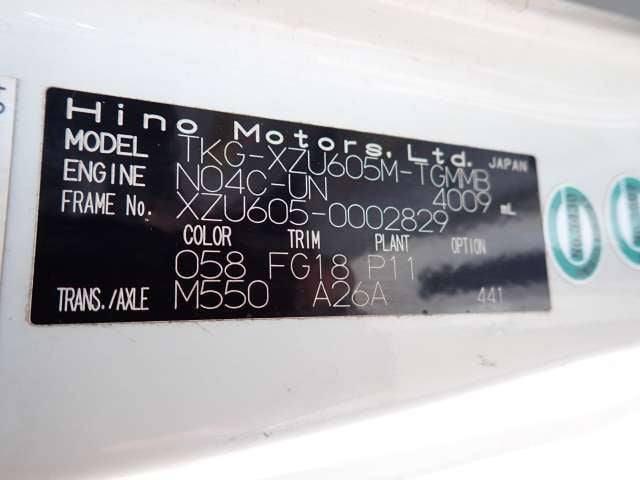 Hino Motors, Ltd. JAPAN
MODEL TKG-XZU605M-TGMMB
ENGINE N04C-UN 4009 mL
FRAME No. XZU605-0002829
COLOR TRIM PLANT OPTION
058 FG18 P11
TRANS./AXLE M550 A26A 441